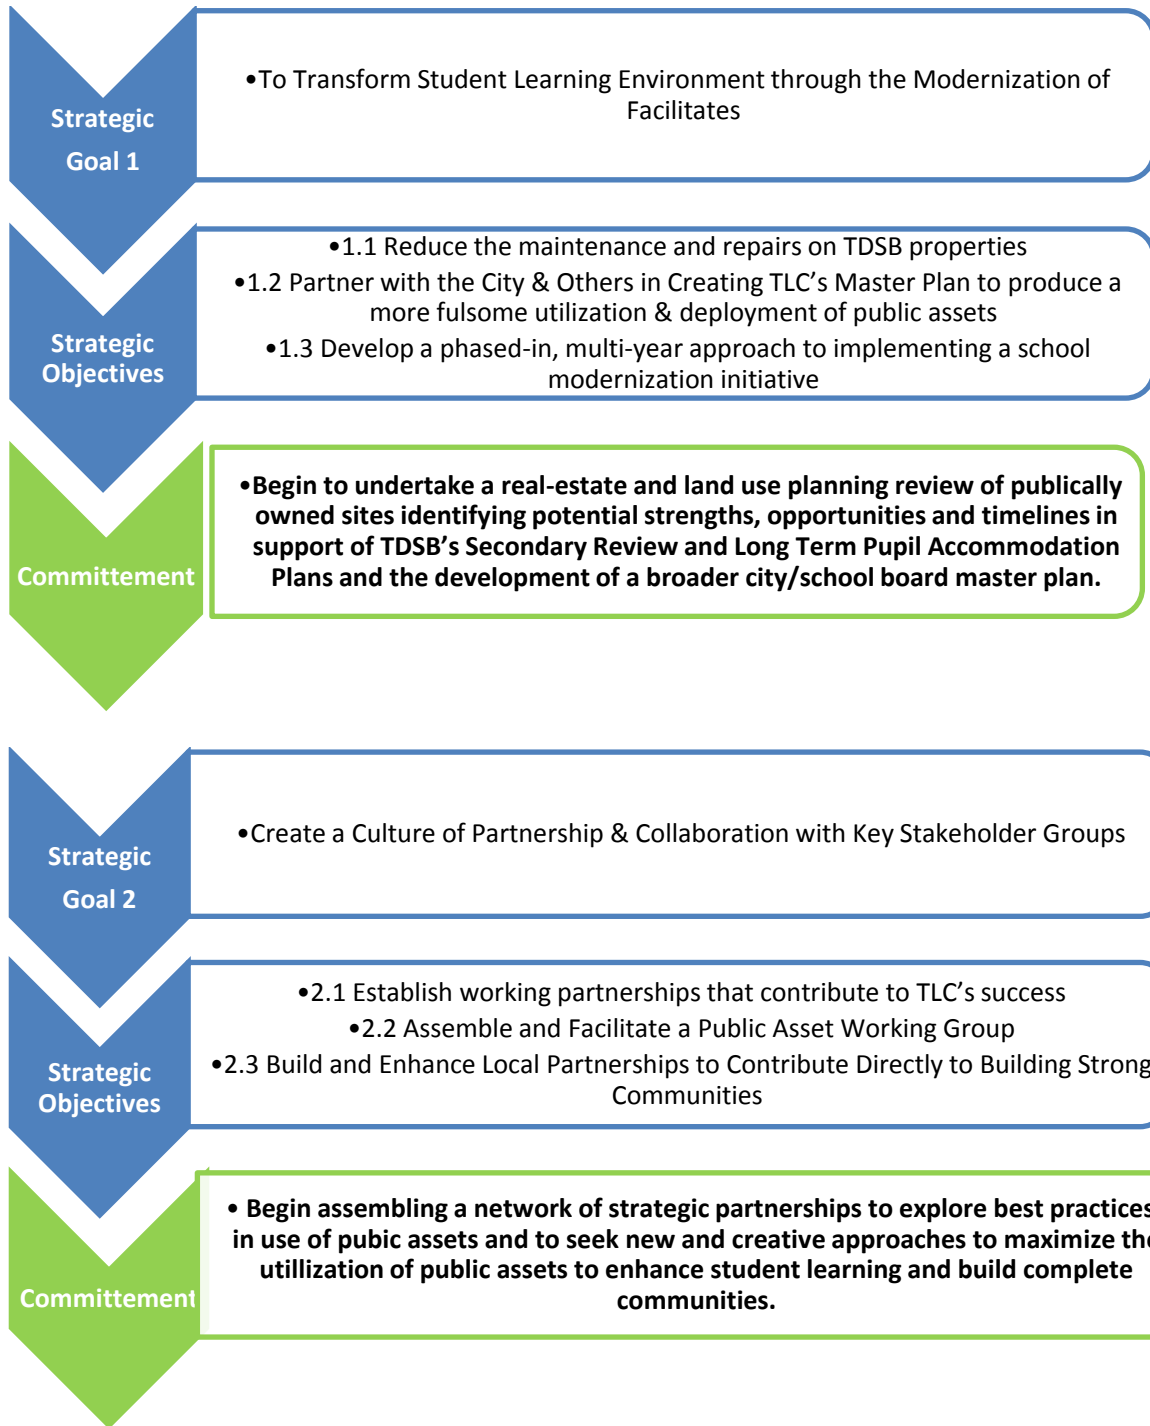 Strategic
Goal 1
•To Transform Student Learning Environment through the Modernization of
Facilitates
Strategic
Objectives
•1.1 Reduce the maintenance and repairs on TDSB properties
•1.2 Partner with the City & Others in Creating TLC’s Master Plan to produce a
more fulsome utilization & deployment of public assets
•1.3 Develop a phased-in, multi-year approach to implementing a school
modernization initiative
Committement
•Begin to undertake a real-estate and land use planning review of publically
owned sites identifying potential strengths, opportunities and timelines in
support of TDSB’s Secondary Review and Long Term Pupil Accommodation
Plans and the development of a broader city/school board master plan.
Strategic
Goal 2
•Create a Culture of Partnership & Collaboration with Key Stakeholder Groups
Strategic
Objectives
•2.1 Establish working partnerships that contribute to TLC’s success
•2.2 Assemble and Facilitate a Public Asset Working Group
•2.3 Build and Enhance Local Partnerships to Contribute Directly to Building Strong
Communities
Committement
• Begin assembling a network of strategic partnerships to explore best practices
in use of pubic assets and to seek new and creative approaches to maximize the
utillization of public assets to enhance student learning and build complete
communities.